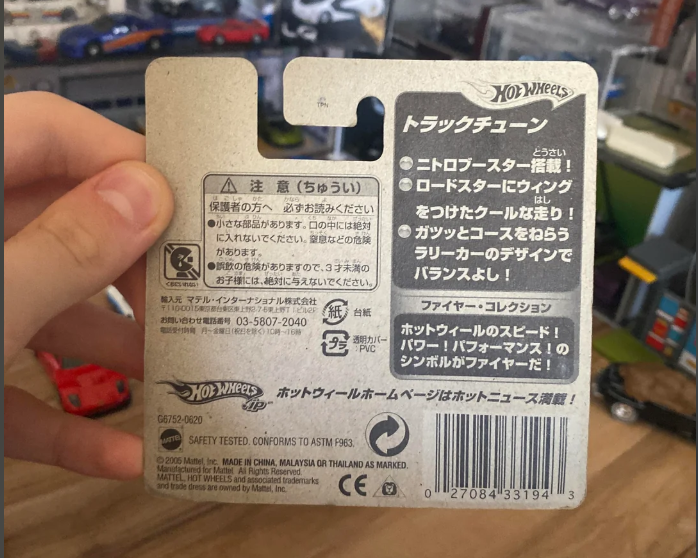 HOT WHEELS
トラックチューン
ニトロブースター搭載！
とうさい
ロードスターにウィング
をつけたクールな走り！
はし
ガツッとコースをねらう
ラリーカーのデザインで
バランスよし！
ファイヤー・コレクション
ホットウィールのスピード！
パワー！パフォーマンス！の
シンボルがファイヤーだ！
注 意（ちゅうい）
保護者の方へ 必ずお読みください
●小さな部品があります。口の中には絶対
に入れないでください。窒息などの危険
があります。
●誤飲の危険がありますので、3才未満の
お子様には、絶対に与えないでください。
輸入元 マテル・インターナショナル株式会社
お問い合わせ電話番号 03-5807-2040
紙
台紙
プラ
透明カバー
PVC
HOT WHEELS
ホットウィールホームページはホットニュース満載！
G6752-0620
MATTEL
SAFETY TESTED. CONFORMS TO ASTM F963.
© 2005 Mattel, Inc. MADE IN CHINA, MALAYSIA OR THAILAND AS MARKED.
Manufactured for Mattel. All Rights Reserved.
MATTEL, HOT WHEELS and associated trademarks
and trade dress are owned by Mattel, Inc.
CE
0 27084 33194 3